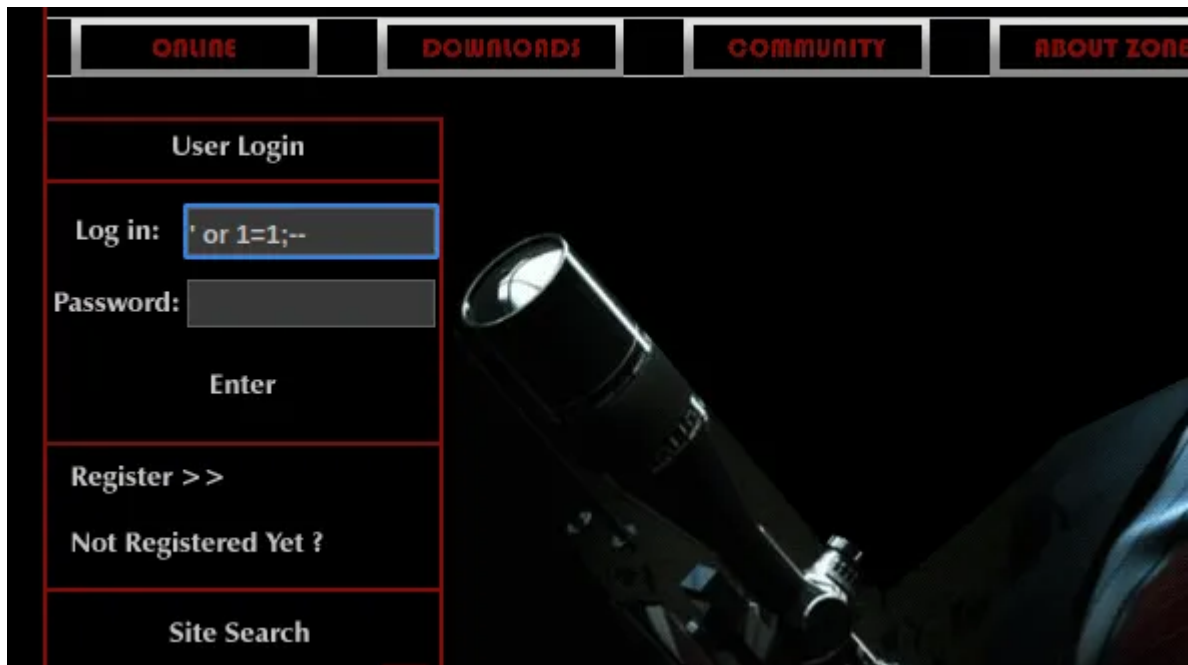 ONLINE DOWNLOADS COMMUNITY ABOUT ZONE
User Login
Log in: ' or 1=1;--
Password:
Enter
Register >>
Not Registered Yet ?
Site Search